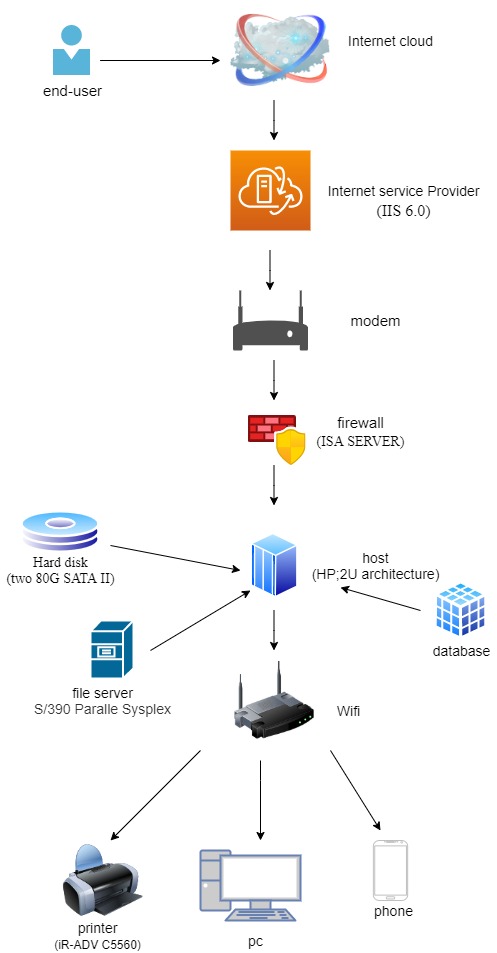 Internet cloud
end-user
Internet service Provider
(IIS 6.0)
modem
firewall
(ISA SERVER)
Hard disk
(two 80G SATA II)
host
(HP;2U architecture)
database
file server
S/390 Paralle Sysplex
Wifi
printer
(iR-ADV C5560)
pc
phone